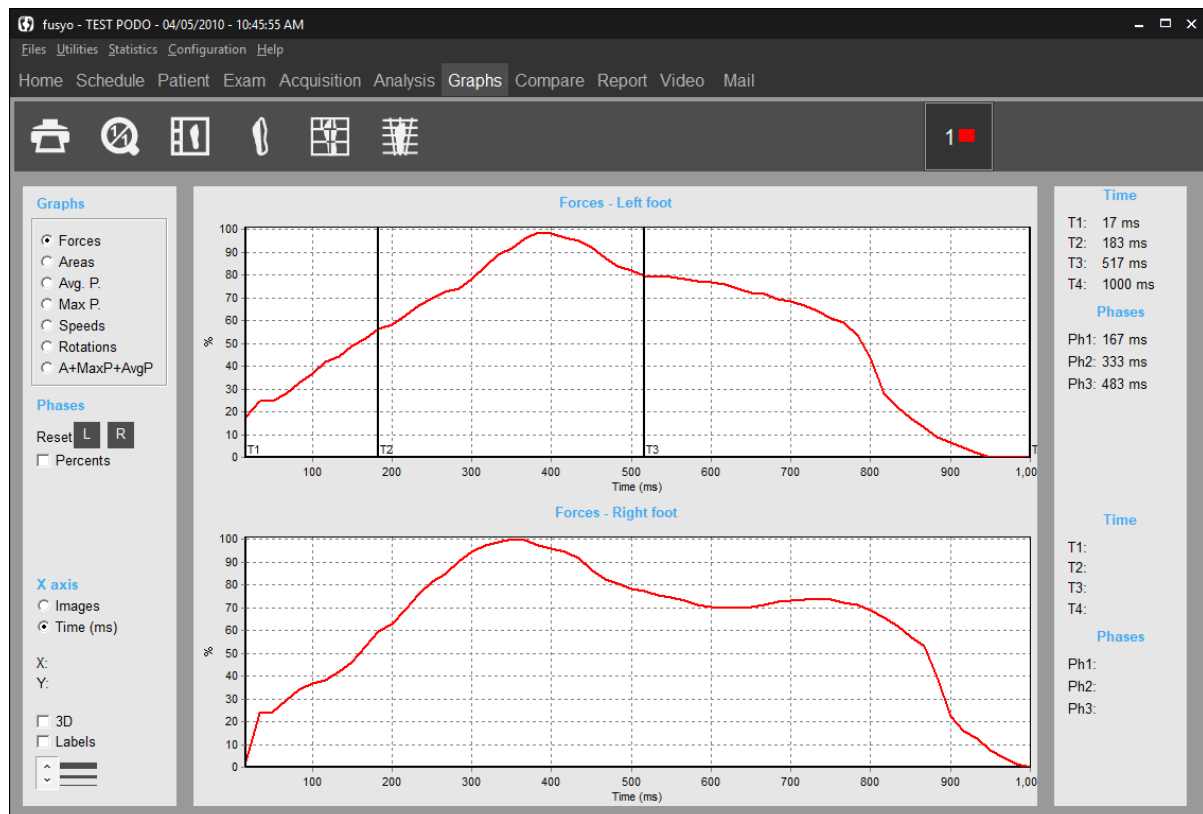 fusyo - TEST PODO - 04/05/2010 - 10:45:55 AM
Files Utilities Statistics Configuration Help
Home Schedule Patient Exam Acquisition Analysis Graphs Compare Report Video Mail
1/1
1
Graphs
Forces
Areas
Avg. P.
Max P.
Speeds
Rotations
A+MaxP+AvgP
Phases
Reset L R
Percents
X axis
Images
Time (ms)
X:
Y:
3D
Labels
Forces - Left foot
100
90
80
70
60
50
40
30
20
10
0
%
T1 T2 T3 T
100 200 300 400 500 600 700 800 900 1,00
Time (ms)
Forces - Right foot
100
90
80
70
60
50
40
30
20
10
0
%
100 200 300 400 500 600 700 800 900 1,00
Time (ms)
Time
T1: 17 ms
T2: 183 ms
T3: 517 ms
T4: 1000 ms
Phases
Ph1: 167 ms
Ph2: 333 ms
Ph3: 483 ms
Time
T1:
T2:
T3:
T4:
Phases
Ph1:
Ph2:
Ph3: